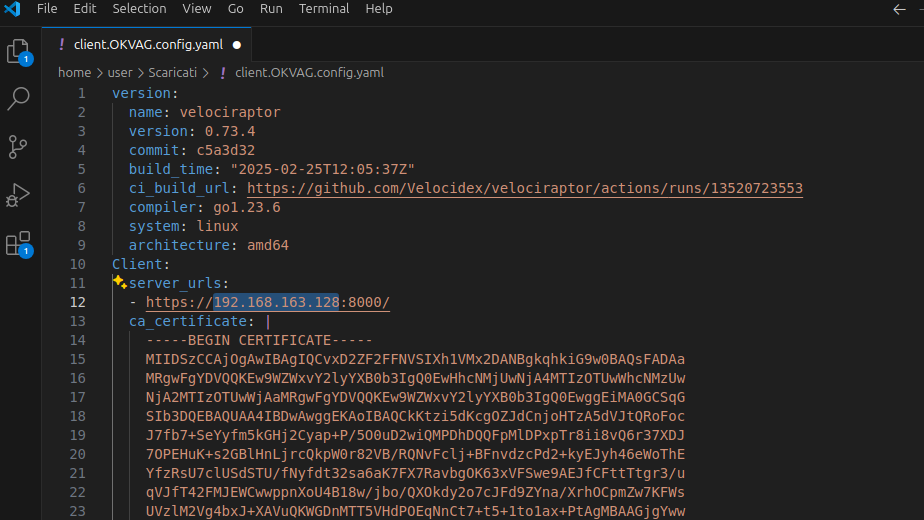 File Edit Selection View Go Run Terminal Help
! client.OKVAG.config.yaml
home > user > Scaricati > ! client.OKVAG.config.yaml
1 version:
2 name: velociraptor
3 version: 0.73.4
4 commit: c5a3d32
5 build_time: "2025-02-25T12:05:37Z"
6 ci_build_url: https://github.com/Velocidex/velociraptor/actions/runs/13520723553
7 compiler: go1.23.6
8 system: linux
9 architecture: amd64
10 Client:
11 server_urls:
12 - https://192.168.163.128:8000/
13 ca_certificate: |
14 -----BEGIN CERTIFICATE-----
15 MIIDSzCCAjOgAwIBAgIQCvxD2ZF2FFNVSIXh1VMx2DANBgkqhkiG9w0BAQsFADAa
16 MRgwFgYDVQQKEw9WZWxvY2lyYXB0b3IgQ0EwHhcNMjUwNjA4MTIzOTUwWhcNMzUw
17 NjA2MTIzOTUwWjAaMRgwFgYDVQQKEw9WZWxvY2lyYXB0b3IgQ0EwggEiMA0GCSqG
18 SIb3DQEBAQUAA4IBDwAwggEKAoIBAQCkKtzi5dKcgOZJdCnjoHTzA5dVJtQRoFoc
19 J7fb7+SeYyfm5kGHj2Cyap+P/5O0uD2wiQMPDhDQQFpMlDPxpTr8ii8vQ6r37XDJ
20 7OPEHuK+s2GBlHnLjrcQkpW0r82VB/RQNvFclj+BFnvdzcPd2+kyEJyh46eWoThE
21 YfzRsU7clUSdSTU/fNyfdt32sa6aK7FX7RavbgOK63xVFSwe9AEJfCFttTtgr3/u
22 qVJfT42FMJEWCwwppnXoU4B18w/jbo/QXOkdy2o7cJFd9ZYna/XrhOCpmZw7KFWs
23 UVzlM2Vg4bxJ+XAVuQKWGDnMTT5VHdPOEqNnCt7+t5+1to1ax+PtAgMBAAGjgYww
1
1